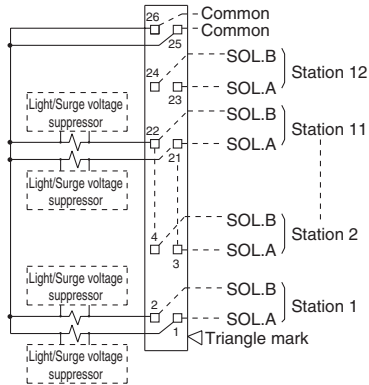 26
Common
Common
25
SOL.B
24
Station 12
SOL.A
23
Light/Surge voltage
suppressor
SOL.B
22
Station 11
SOL.A
21
Light/Surge voltage
suppressor
SOL.B
4
Station 2
SOL.A
3
Light/Surge voltage
suppressor
SOL.B
2
Station 1
SOL.A
1
Triangle mark
Light/Surge voltage
suppressor